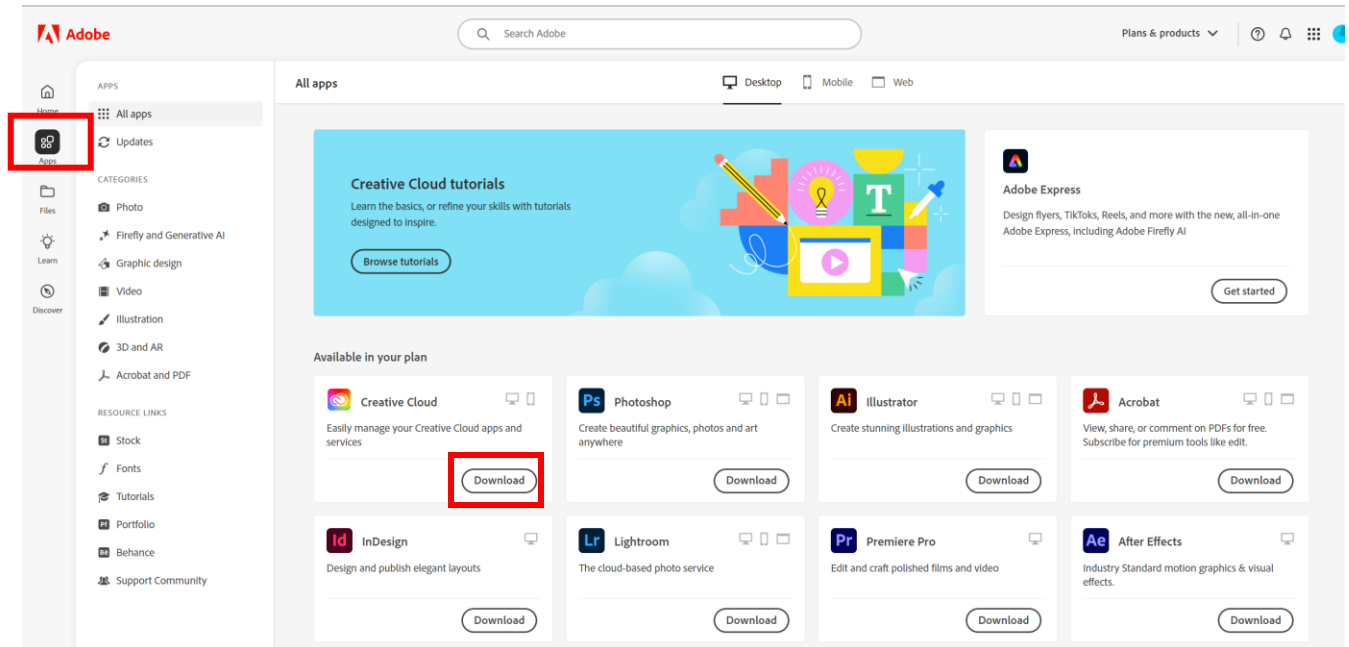 Adobe
Search Adobe
Plans & products
Home
Apps
Files
Learn
Discover
APPS
All apps
Updates
CATEGORIES
Photo
Firefly and Generative AI
Graphic design
Video
Illustration
3D and AR
Acrobat and PDF
RESOURCE LINKS
St Stock
Fonts
Tutorials
Pf Portfolio
Bē Behance
Support Community
All apps
Desktop
Mobile
Web
Creative Cloud tutorials
Learn the basics, or refine your skills with tutorials
designed to inspire.
Browse tutorials
T
Adobe Express
Design flyers, TikToks, Reels, and more with the new, all-in-one
Adobe Express, including Adobe Firefly AI
Get started
Available in your plan
Creative Cloud
Easily manage your Creative Cloud apps and
services
Download
Ps Photoshop
Create beautiful graphics, photos and art
anywhere
Download
Ai Illustrator
Create stunning illustrations and graphics
Download
Acrobat
View, share, or comment on PDFs for free.
Subscribe for premium tools like edit.
Download
Id InDesign
Design and publish elegant layouts
Download
Lr Lightroom
The cloud-based photo service
Download
Pr Premiere Pro
Edit and craft polished films and video
Download
Ae After Effects
Industry Standard motion graphics & visual
effects.
Download